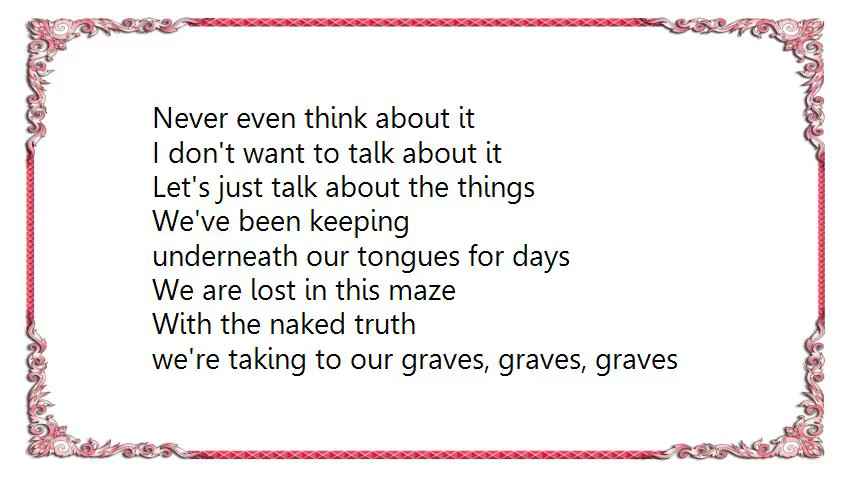 Never even think about it
I don't want to talk about it
Let's just talk about the things
We've been keeping
underneath our tongues for days
We are lost in this maze
With the naked truth
we're taking to our graves, graves, graves